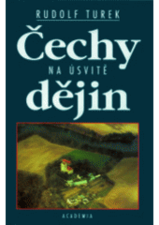 RUDOLF TUREK
Čechy
NA ÚSVITĚ
dějin
ACADEMIA